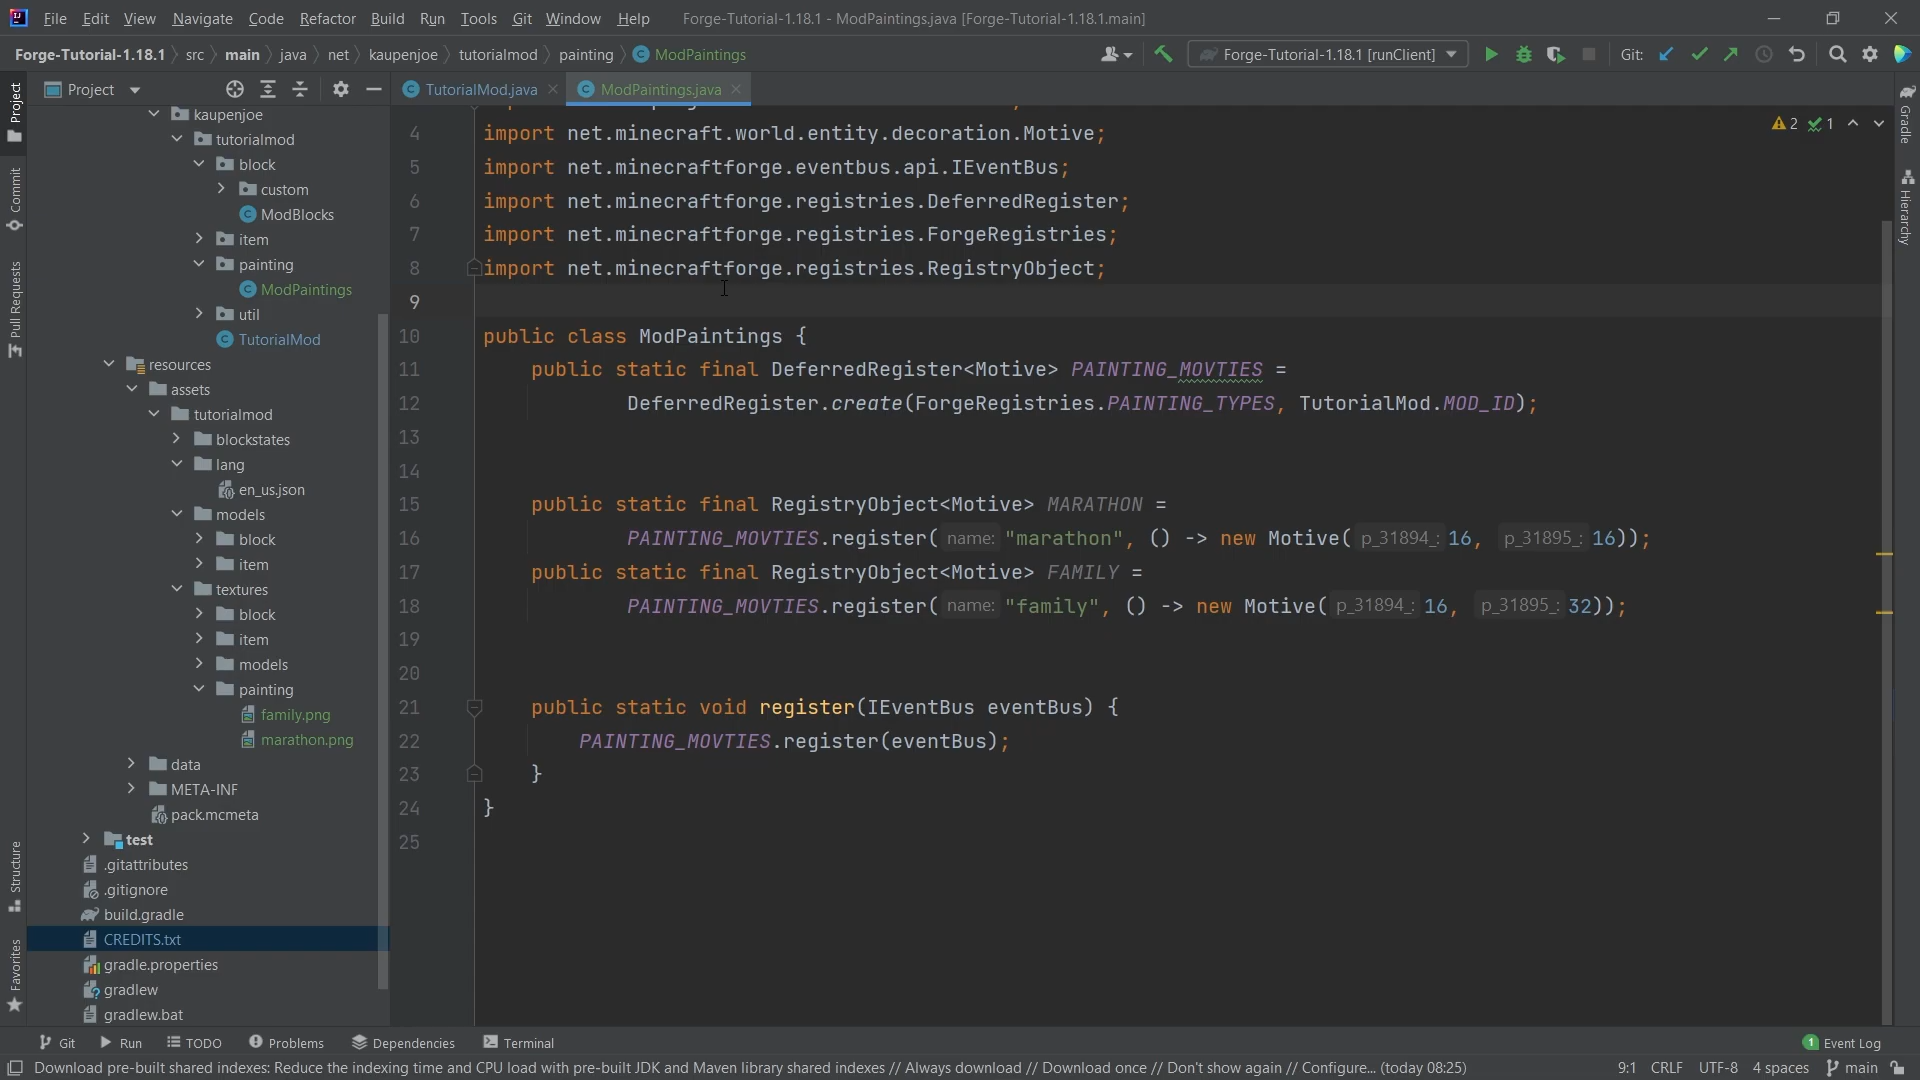 File Edit View Navigate Code Refactor Build Run Tools Git Window Help Forge-Tutorial-1.18.1 - ModPaintings.java [Forge-Tutorial-1.18.1.main]
Forge-Tutorial-1.18.1 src main java net kaupenjoe tutorialmod painting ModPaintings Forge-Tutorial-1.18.1 [runClient] Git:
Project
TutorialMod.java ModPaintings.java
kaupenjoe
tutorialmod
block
custom
ModBlocks
item
painting
ModPaintings
util
TutorialMod
resources
assets
tutorialmod
blockstates
lang
en_us.json
models
block
item
textures
block
item
models
painting
family.png
marathon.png
data
META-INF
pack.mcmeta
test
.gitattributes
.gitignore
build.gradle
CREDITS.txt
gradle.properties
gradlew
gradlew.bat
4 import net.minecraft.world.entity.decoration.Motive;
5 import net.minecraftforge.eventbus.api.IEventBus;
6 import net.minecraftforge.registries.DeferredRegister;
7 import net.minecraftforge.registries.ForgeRegistries;
8 import net.minecraftforge.registries.RegistryObject;
9
10 public class ModPaintings {
11 public static final DeferredRegister<Motive> PAINTING_MOVTIES =
12 DeferredRegister.create(ForgeRegistries.PAINTING_TYPES, TutorialMod.MOD_ID);
13
14
15 public static final RegistryObject<Motive> MARATHON =
16 PAINTING_MOVTIES.register( name: "marathon", () -> new Motive( p_31894_: 16, p_31895_: 16));
17 public static final RegistryObject<Motive> FAMILY =
18 PAINTING_MOVTIES.register( name: "family", () -> new Motive( p_31894_: 16, p_31895_: 32));
19
20
21 public static void register(IEventBus eventBus) {
22 PAINTING_MOVTIES.register(eventBus);
23 }
24 }
25
2 1
Project
Commit
Pull Requests
Structure
Favorites
Gradle
Hierarchy
Git Run TODO Problems Dependencies Terminal 1 Event Log
Download pre-built shared indexes: Reduce the indexing time and CPU load with pre-built JDK and Maven library shared indexes // Always download // Download once // Don't show again // Configure... (today 08:25) 9:1 CRLF UTF-8 4 spaces main